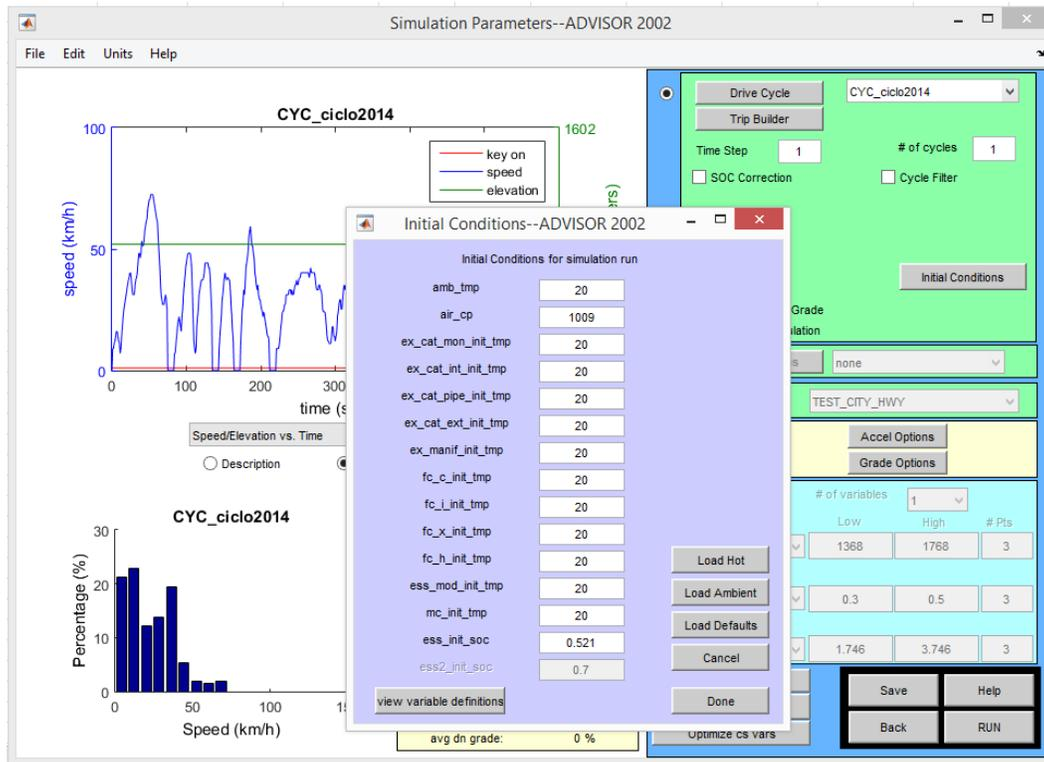 Simulation Parameters--ADVISOR 2002
File Edit Units Help
CYC_ciclo2014
100
50
0
speed (km/h)
1602
ers)
key on
speed
elevation
0 100 200 300
time (s
Speed/Elevation vs. Time
Description
CYC_ciclo2014
30
20
10
0
Percentage (%)
0 50 100 15
Speed (km/h)
avg dn grade: 0 %
Drive Cycle
CYC_ciclo2014
Trip Builder
Time Step 1
# of cycles 1
SOC Correction
Cycle Filter
Initial Conditions
Grade
ulation
s
none
TEST_CITY_HWY
Accel Options
Grade Options
# of variables 1
Low High # Pts
1368 1768 3
0.3 0.5 3
1.746 3.746 3
Optimize cs vars
Save Help
Back RUN
Initial Conditions--ADVISOR 2002
Initial Conditions for simulation run
amb_tmp 20
air_cp 1009
ex_cat_mon_init_tmp 20
ex_cat_int_init_tmp 20
ex_cat_pipe_init_tmp 20
ex_cat_ext_init_tmp 20
ex_manif_init_tmp 20
fc_c_init_tmp 20
fc_i_init_tmp 20
fc_x_init_tmp 20
fc_h_init_tmp 20
ess_mod_init_tmp 20
mc_init_tmp 20
ess_init_soc 0.521
ess2_init_soc 0.7
Load Hot
Load Ambient
Load Defaults
Cancel
view variable definitions
Done